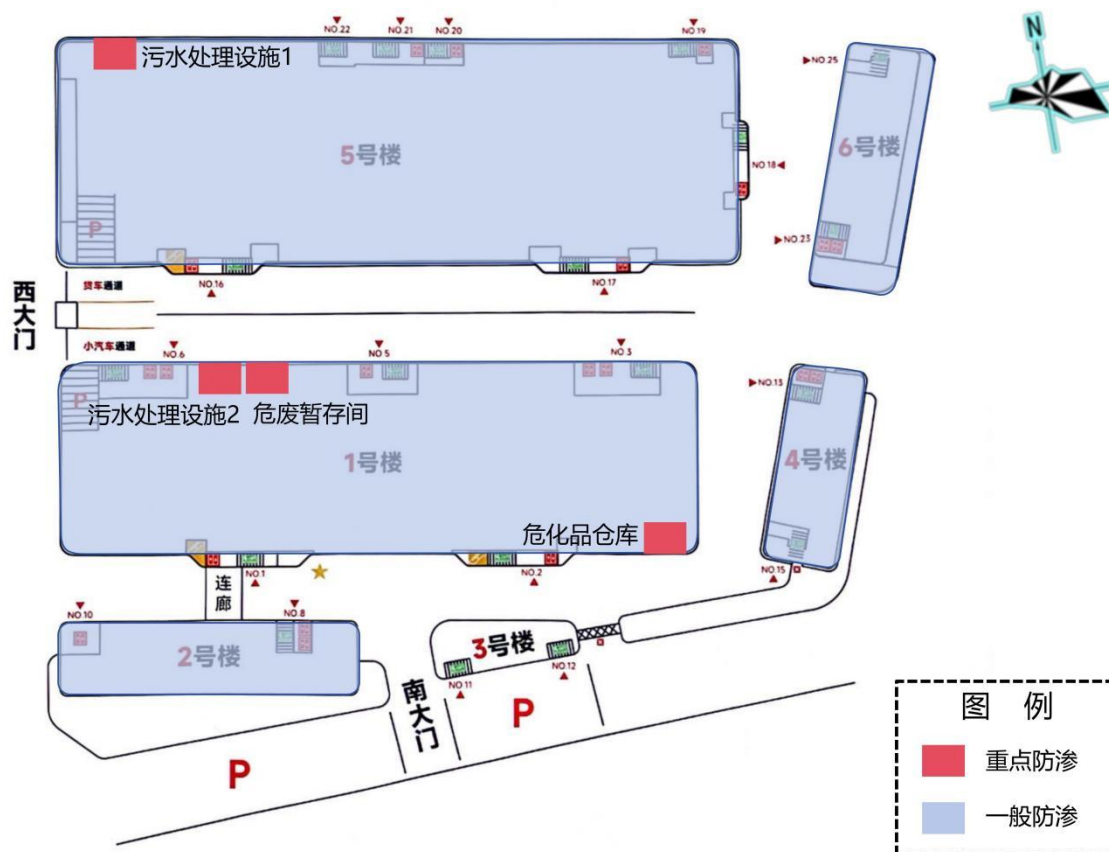 NO.22
NO.21
NO.20
NO.19
N
污水处理设施1
NO.25
5号楼
6号楼
NO.18
P
NO.23
西大门
货车通道
NO.16
NO.17
小汽车通道
NO.6
NO.5
NO.3
P
NO.13
污水处理设施2
危废暂存间
1号楼
4号楼
危化品仓库
NO.1
NO.2
NO.15
连廊
NO.10
NO.8
2号楼
3号楼
NO.11
NO.12
南大门
P
P
图 例
重点防渗
一般防渗